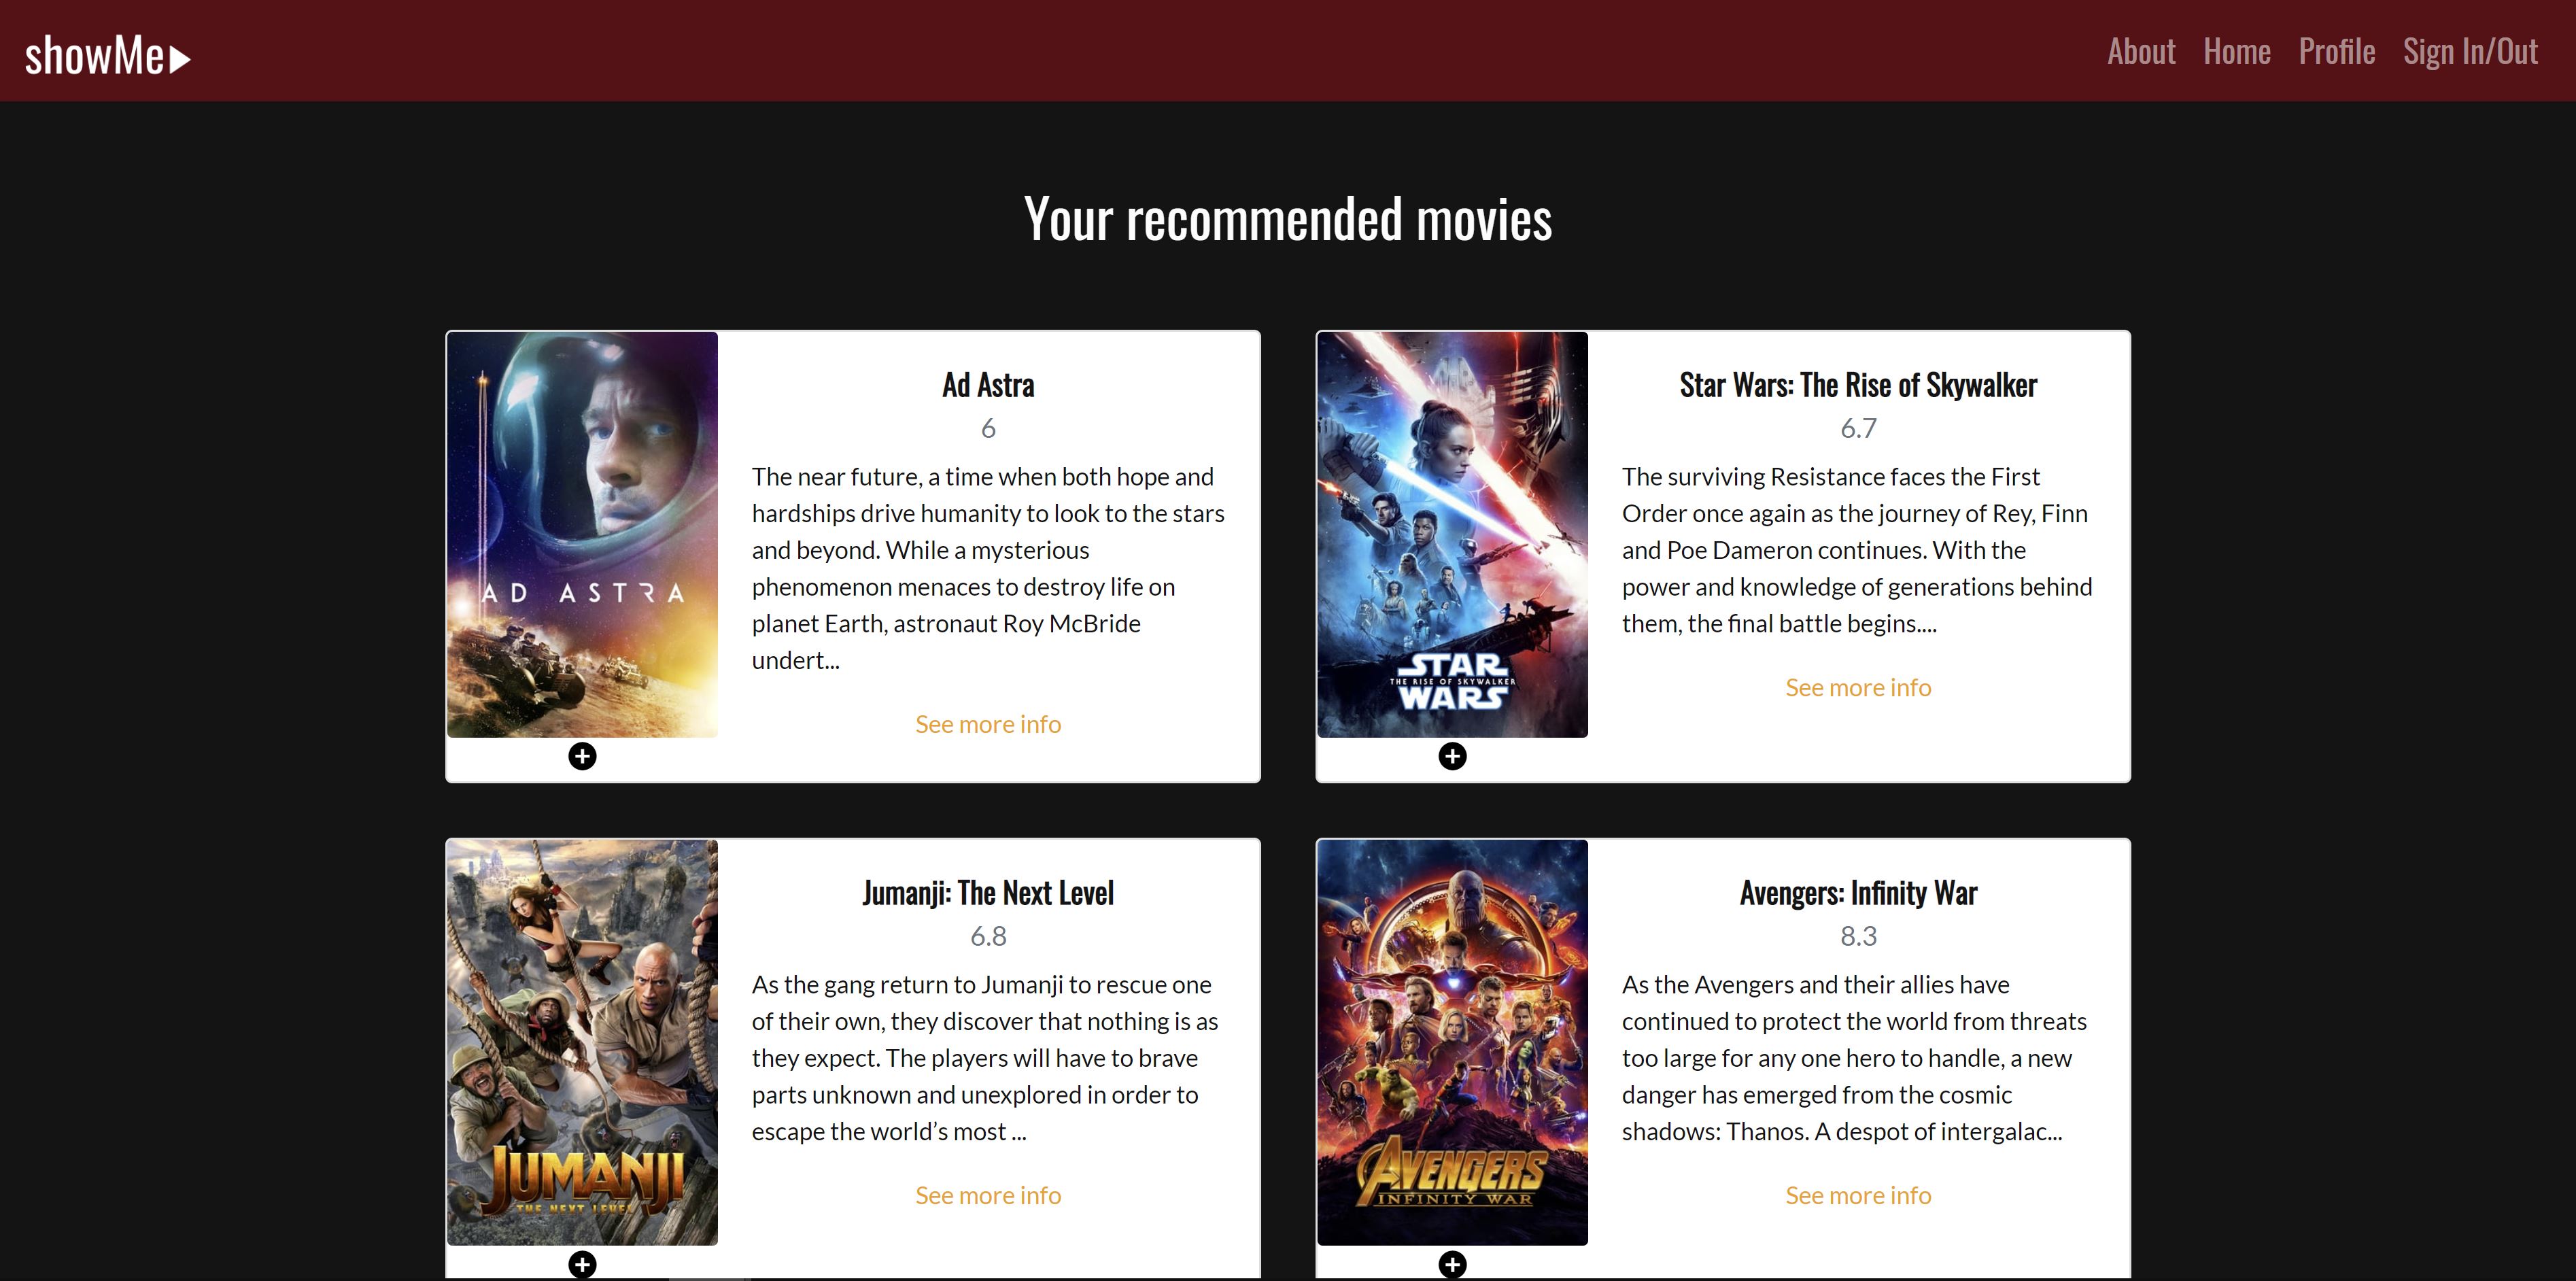 showMe
About Home Profile Sign In/Out
Your recommended movies
AD ASTRA
Ad Astra
6
The near future, a time when both hope and
hardships drive humanity to look to the stars
and beyond. While a mysterious
phenomenon menaces to destroy life on
planet Earth, astronaut Roy McBride
undert...
See more info
STAR
THE RISE OF SKYWALKER
WARS
Star Wars: The Rise of Skywalker
6.7
The surviving Resistance faces the First
Order once again as the journey of Rey, Finn
and Poe Dameron continues. With the
power and knowledge of generations behind
them, the final battle begins....
See more info
JUMANJI
THE NEXT LEVEL
Jumanji: The Next Level
6.8
As the gang return to Jumanji to rescue one
of their own, they discover that nothing is as
they expect. The players will have to brave
parts unknown and unexplored in order to
escape the world’s most ...
See more info
AVENGERS
INFINITY WAR
Avengers: Infinity War
8.3
As the Avengers and their allies have
continued to protect the world from threats
too large for any one hero to handle, a new
danger has emerged from the cosmic
shadows: Thanos. A despot of intergalac...
See more info